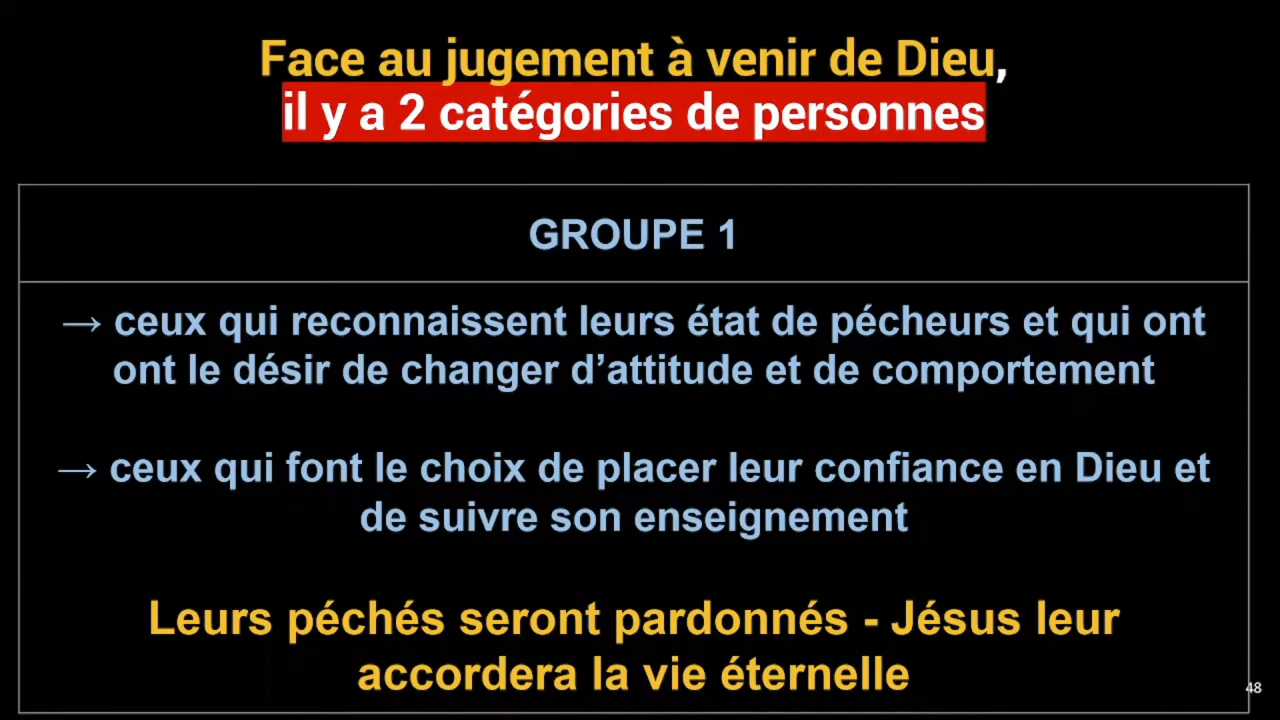 Face au jugement à venir de Dieu,
il y a 2 catégories de personnes
GROUPE 1
→ ceux qui reconnaissent leurs état de pécheurs et qui ont
ont le désir de changer d’attitude et de comportement
→ ceux qui font le choix de placer leur confiance en Dieu et
de suivre son enseignement
Leurs péchés seront pardonnés - Jésus leur
accordera la vie éternelle
48